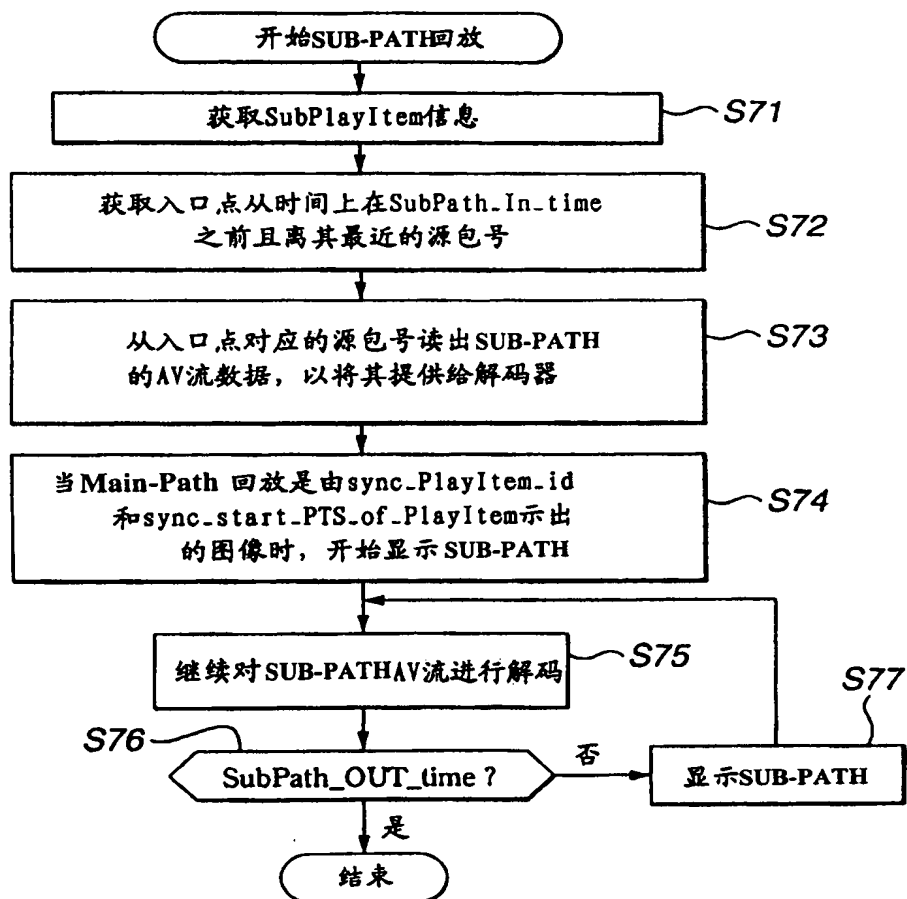 开始SUB-PATH回放
获取SubPlayItem信息
S71
获取入口点从时间上在SubPath_In_time
之前且离其最近的源包号
S72
从入口点对应的源包号读出SUB-PATH
的AV流数据，以将其提供给解码器
S73
当Main-Path 回放是由sync_PlayItem_id
和sync_start_PTS_of_PlayItem示出
的图像时，开始显示SUB-PATH
S74
继续对SUB-PATHAV流进行解码
S75
S76
SubPath_OUT_time？
否
S77
显示SUB-PATH
是
结束